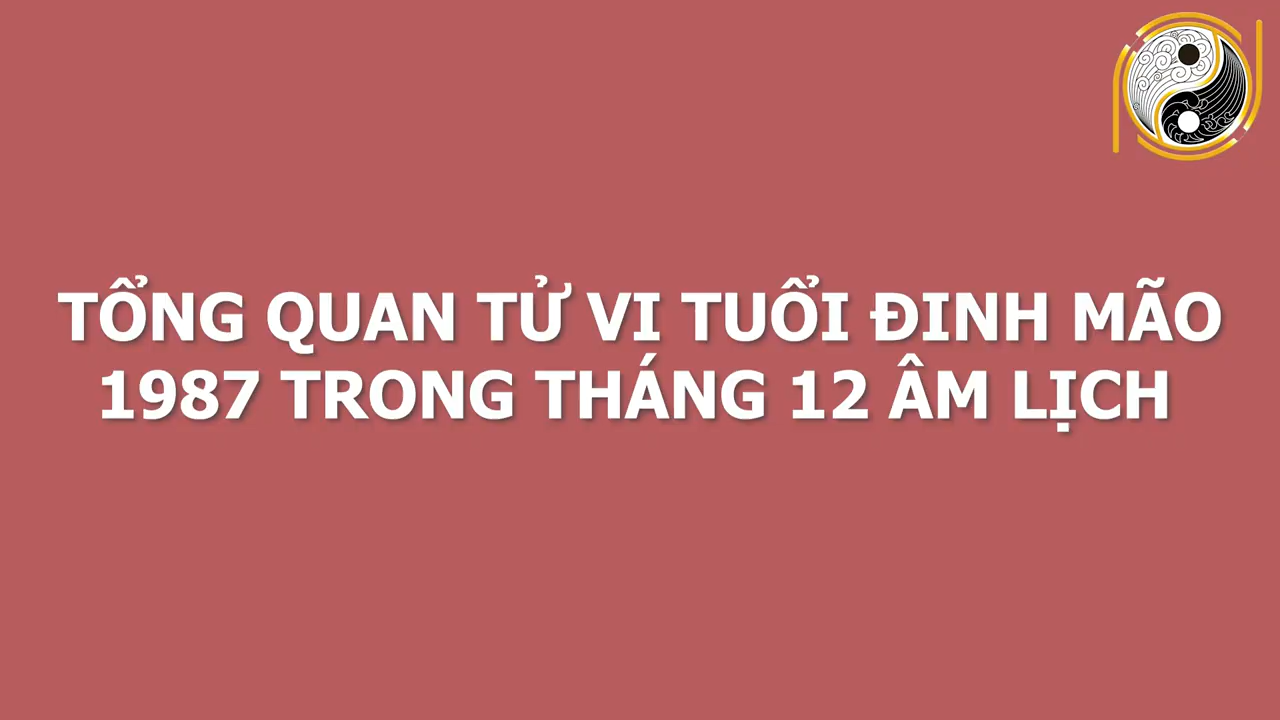 TỔNG QUAN TỬ VI TUỔI ĐINH MÃO
1987 TRONG THÁNG 12 ÂM LỊCH